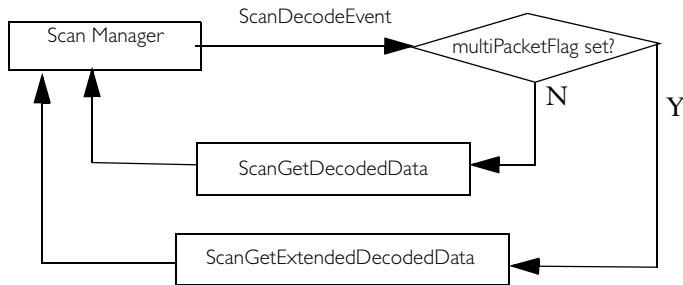 ScanDecodeEvent
Scan Manager
multiPacketFlag set?
N
Y
ScanGetDecodedData
ScanGetExtendedDecodedData